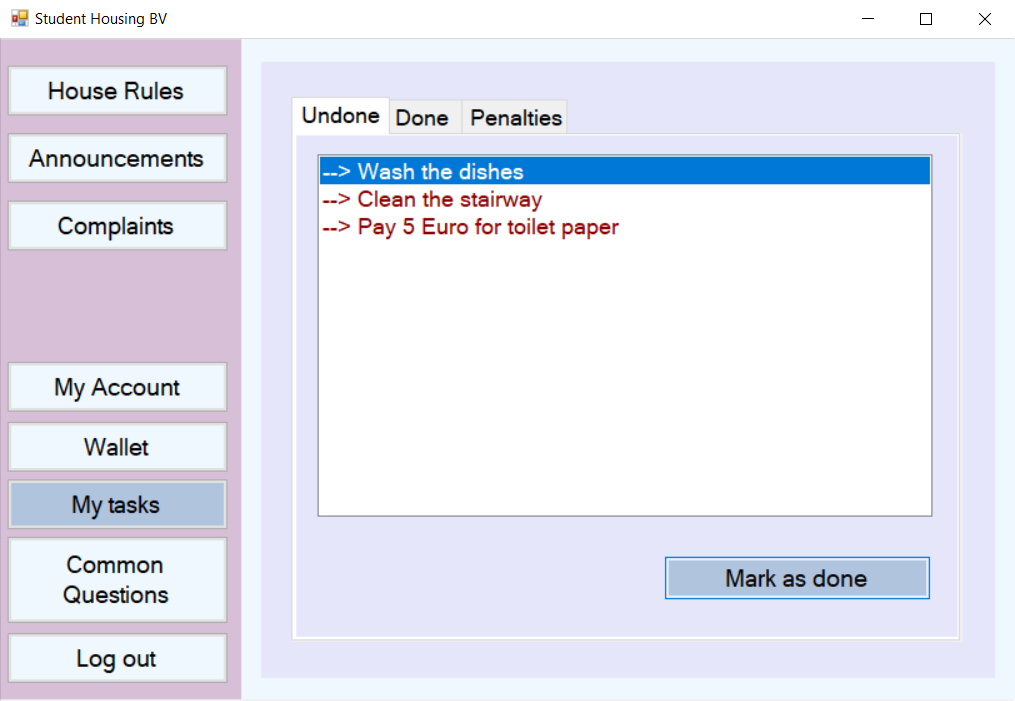 Student Housing BV
House Rules
Announcements
Complaints
My Account
Wallet
My tasks
Common
Questions
Log out
Undone Done Penalties
--> Wash the dishes
--> Clean the stairway
--> Pay 5 Euro for toilet paper
Mark as done